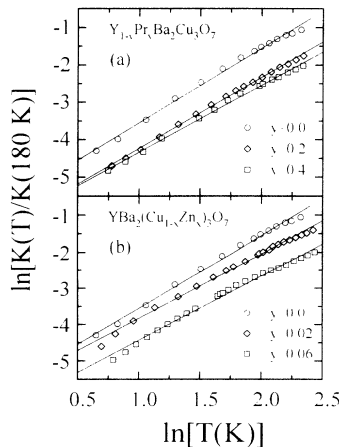 Y₁₋ₓPrₓBa₂Cu₃O₇
(a)
-1
-2
-3
-4
-5
y=0.0
y=0.2
y=0.4
YBa₂(Cu₁₋ₓZnₓ)₃O₇
(b)
-1
-2
-3
-4
-5
y=0.0
y=0.02
y=0.06
0.5 1.0 1.5 2.0 2.5
ln[T(K)]
ln[K(T)/K(180 K)]